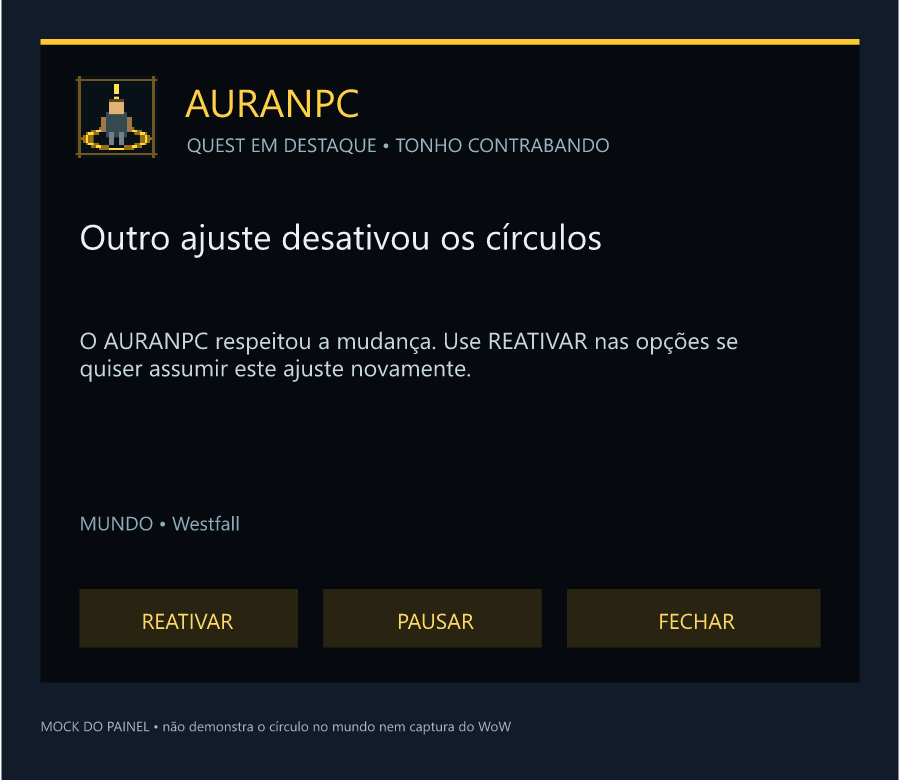 AURANPC
QUEST EM DESTAQUE • TONHO CONTRABANDO
Outro ajuste desativou os círculos
O AURANPC respeitou a mudança. Use REATIVAR nas opções se
quiser assumir este ajuste novamente.
MUNDO • Westfall
REATIVAR
PAUSAR
FECHAR
MOCK DO PAINEL • não demonstra o círculo no mundo nem captura do WoW